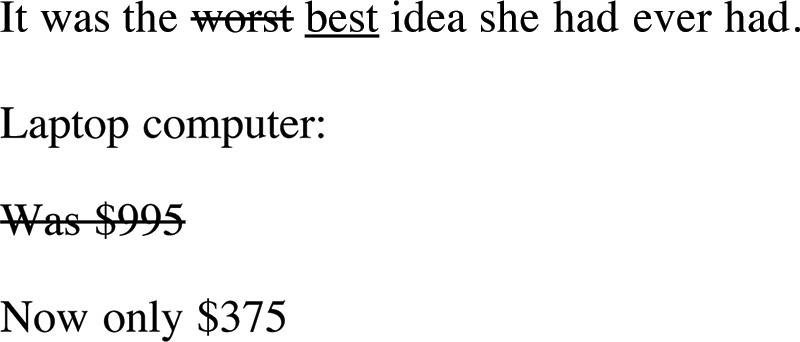 It was the worst best idea she had ever had.
Laptop computer:
Was $995
Now only $375